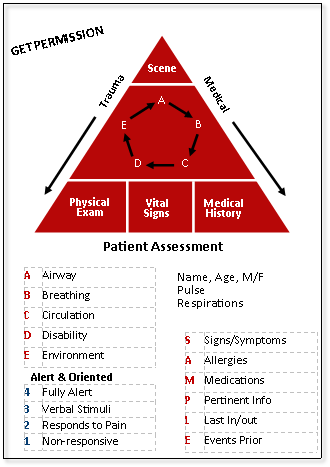 GET PERMISSION
Scene
Trauma
Medical
A
B
C
D
E
Physical
Exam
Vital
Signs
Medical
History
Patient Assessment
A Airway
B Breathing
C Circulation
D Disability
E Environment
Name, Age, M/F
Pulse
Respirations
Alert & Oriented
4 Fully Alert
3 Verbal Stimuli
2 Responds to Pain
1 Non-responsive
S Signs/Symptoms
A Allergies
M Medications
P Pertinent Info
L Last In/out
E Events Prior